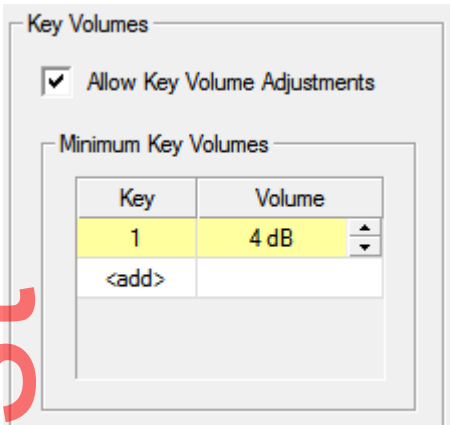 Key Volumes
Allow Key Volume Adjustments
Minimum Key Volumes
Key Volume
1 4 dB
<add>